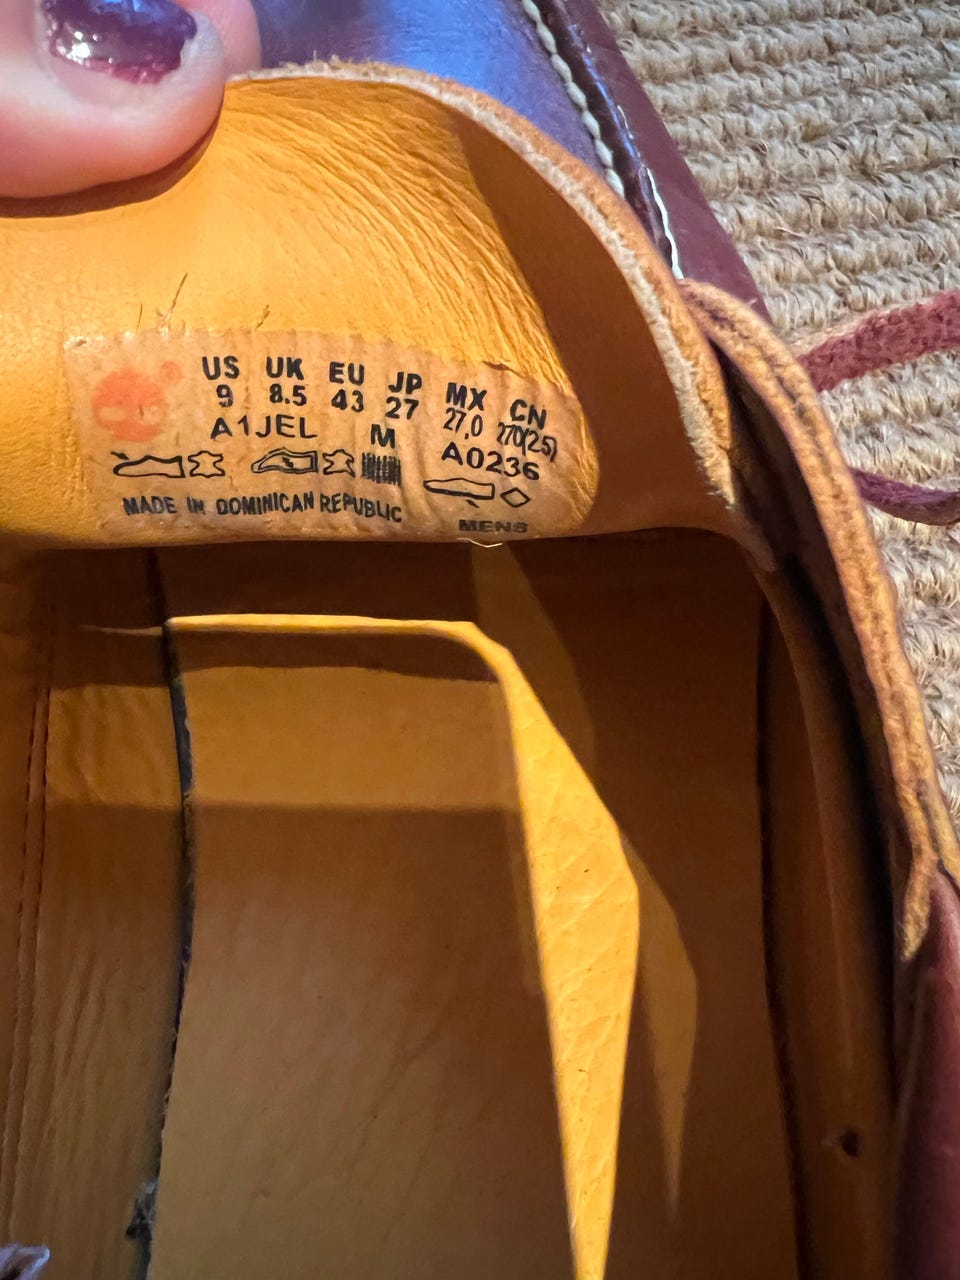 US UK EU JP MX CN
9 8.5 43 27 27,0 270(2.5)
A1JEL M A0236
MADE IN DOMINICAN REPUBLIC
MENS